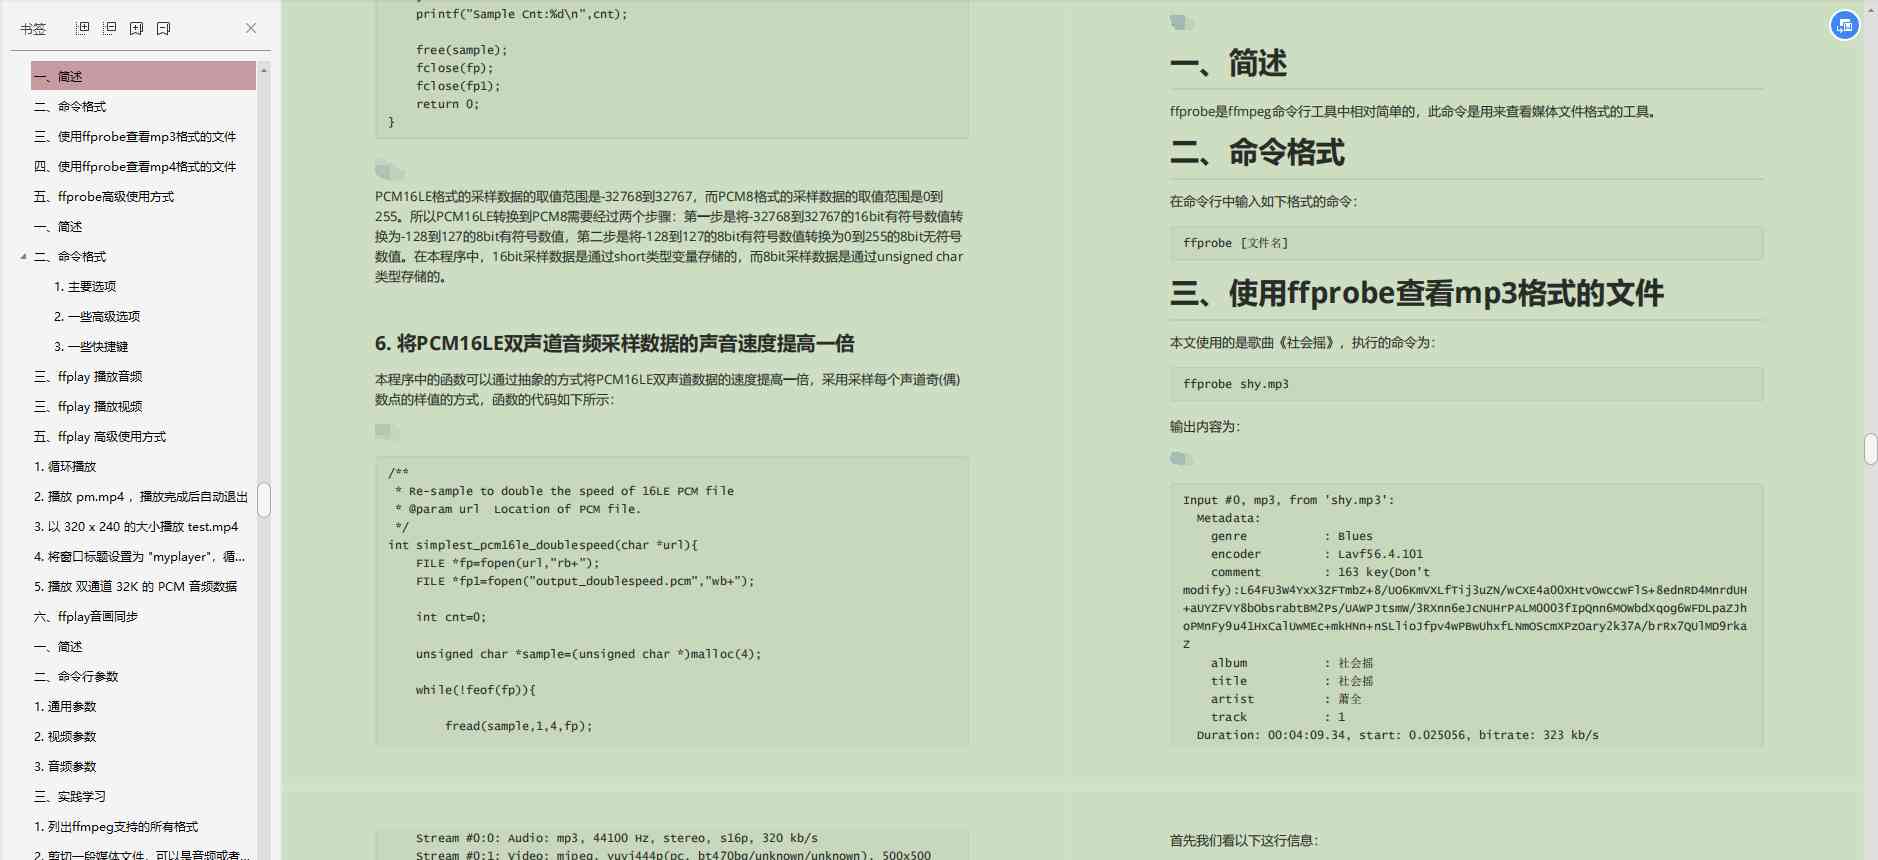 书签
一、简述
二、命令格式
三、使用ffprobe查看mp3格式的文件
四、使用ffprobe查看mp4格式的文件
五、ffprobe高级使用方式
一、简述
二、命令格式
1. 主要选项
2. 一些高级选项
3. 一些快捷键
三、ffplay 播放音频
三、ffplay 播放视频
五、ffplay 高级使用方式
1. 循环播放
2. 播放 pm.mp4 ，播放完成后自动退出
3. 以 320 x 240 的大小播放 test.mp4
4. 将窗口标题设置为 "myplayer"，循...
5. 播放 双通道 32K 的 PCM 音频数据
六、ffplay音画同步
一、简述
二、命令行参数
1. 通用参数
2. 视频参数
3. 音频参数
三、实践学习
1. 列出ffmpeg支持的所有格式
2. 剪切一段媒体文件，可以是音频或者...
printf("Sample Cnt:%d\n",cnt);
free(sample);
fclose(fp);
fclose(fp1);
return 0;
}
PCM16LE格式的采样数据的取值范围是-32768到32767，而PCM8格式的采样数据的取值范围是0到
255。所以PCM16LE转换到PCM8需要经过两个步骤：第一步是将-32768到32767的16bit有符号数值转
换为-128到127的8bit有符号数值，第二步是将-128到127的8bit有符号数值转换为0到255的8bit无符号
数值。在本程序中，16bit采样数据是通过short类型变量存储的，而8bit采样数据是通过unsigned char
类型存储的。
6. 将PCM16LE双声道音频采样数据的声音速度提高一倍
本程序中的函数可以通过抽象的方式将PCM16LE双声道数据的速度提高一倍，采用采样每个声道奇(偶)
数点的样值的方式，函数的代码如下所示：
/**
* Re-sample to double the speed of 16LE PCM file
* @param url  Location of PCM file.
*/
int simplest_pcm16le_doublespeed(char *url){
FILE *fp=fopen(url,"rb+");
FILE *fp1=fopen("output_doublespeed.pcm","wb+");
int cnt=0;
unsigned char *sample=(unsigned char *)malloc(4);
while(!feof(fp)){
fread(sample,1,4,fp);
Stream #0:0: Audio: mp3, 44100 Hz, stereo, s16p, 320 kb/s
Stream #0:1: Video: mjpeg, yuvj444p(pc, bt470bg/unknown/unknown), 500x500
一、简述
ffprobe是ffmpeg命令行工具中相对简单的，此命令是用来查看媒体文件格式的工具。
二、命令格式
在命令行中输入如下格式的命令：
ffprobe [文件名]
三、使用ffprobe查看mp3格式的文件
本文使用的是歌曲《社会摇》，执行的命令为：
ffprobe shy.mp3
输出内容为：
Input #0, mp3, from 'shy.mp3':
Metadata:
genre           : Blues
encoder         : Lavf56.4.101
comment         : 163 key(Don't
modify):L64FU3W4YxX3ZFTmbZ+8/UO6KmVXLfTij3uZN/wCXE4a00XHtvOwccwFlS+8ednRD4MnrdUH
+aUYZFVY8bObsrabtBM2Ps/UAWPJtsmW/3RXnn6eJcNUHrPALM0003fIpQnn6MOWbdXqog6WFDLpaZJh
oPMnFy9u41HxCalUwMEc+mkHNn+nSLlioJfpv4wPBwUhxfLNmOScmXPzOary2k37A/brRx7QUlMD9rka
Z
album           : 社会摇
title           : 社会摇
artist          : 萧全
track           : 1
Duration: 00:04:09.34, start: 0.025056, bitrate: 323 kb/s
首先我们看以下这行信息：